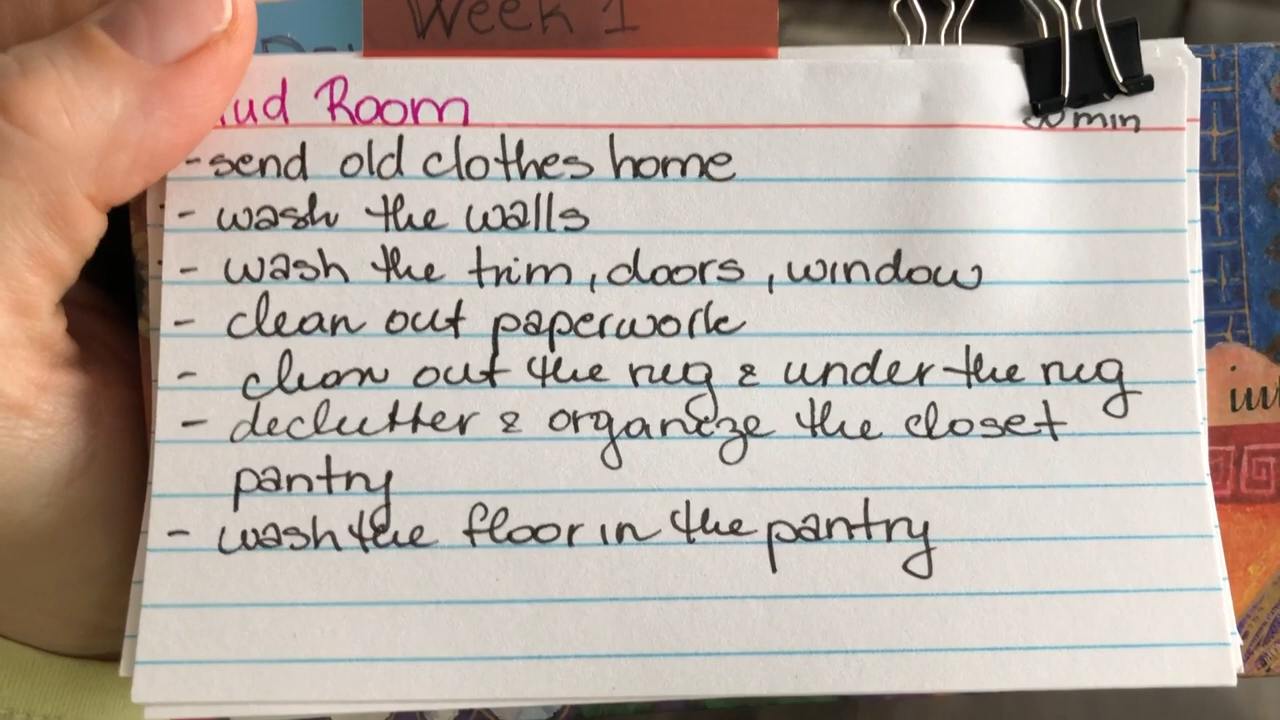 Week 1
Mud Room
min
-send old clothes home
- wash the walls
- wash the trim, doors, window
- clean out paperwork
- clean out the rug & under the rug
- declutter & organize the closet
pantry
- wash the floor in the pantry